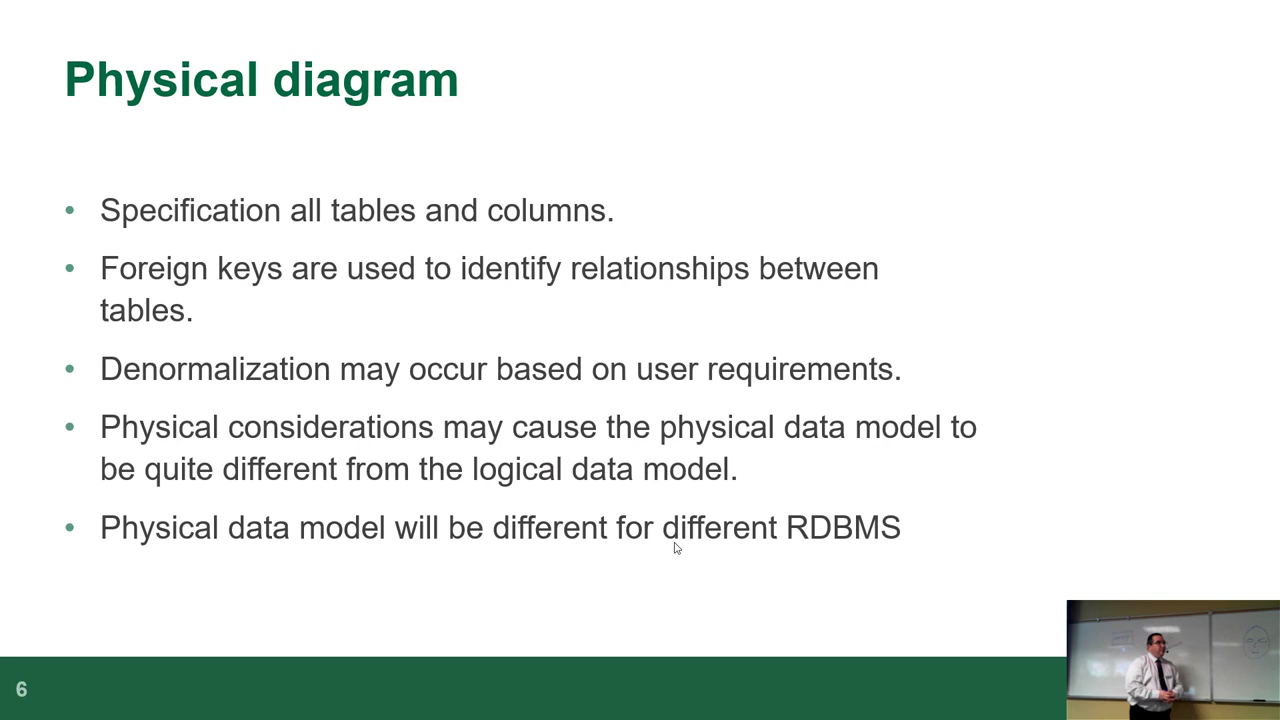 Physical diagram
• Specification all tables and columns.
• Foreign keys are used to identify relationships between
tables.
• Denormalization may occur based on user requirements.
• Physical considerations may cause the physical data model to
be quite different from the logical data model.
• Physical data model will be different for different RDBMS
6